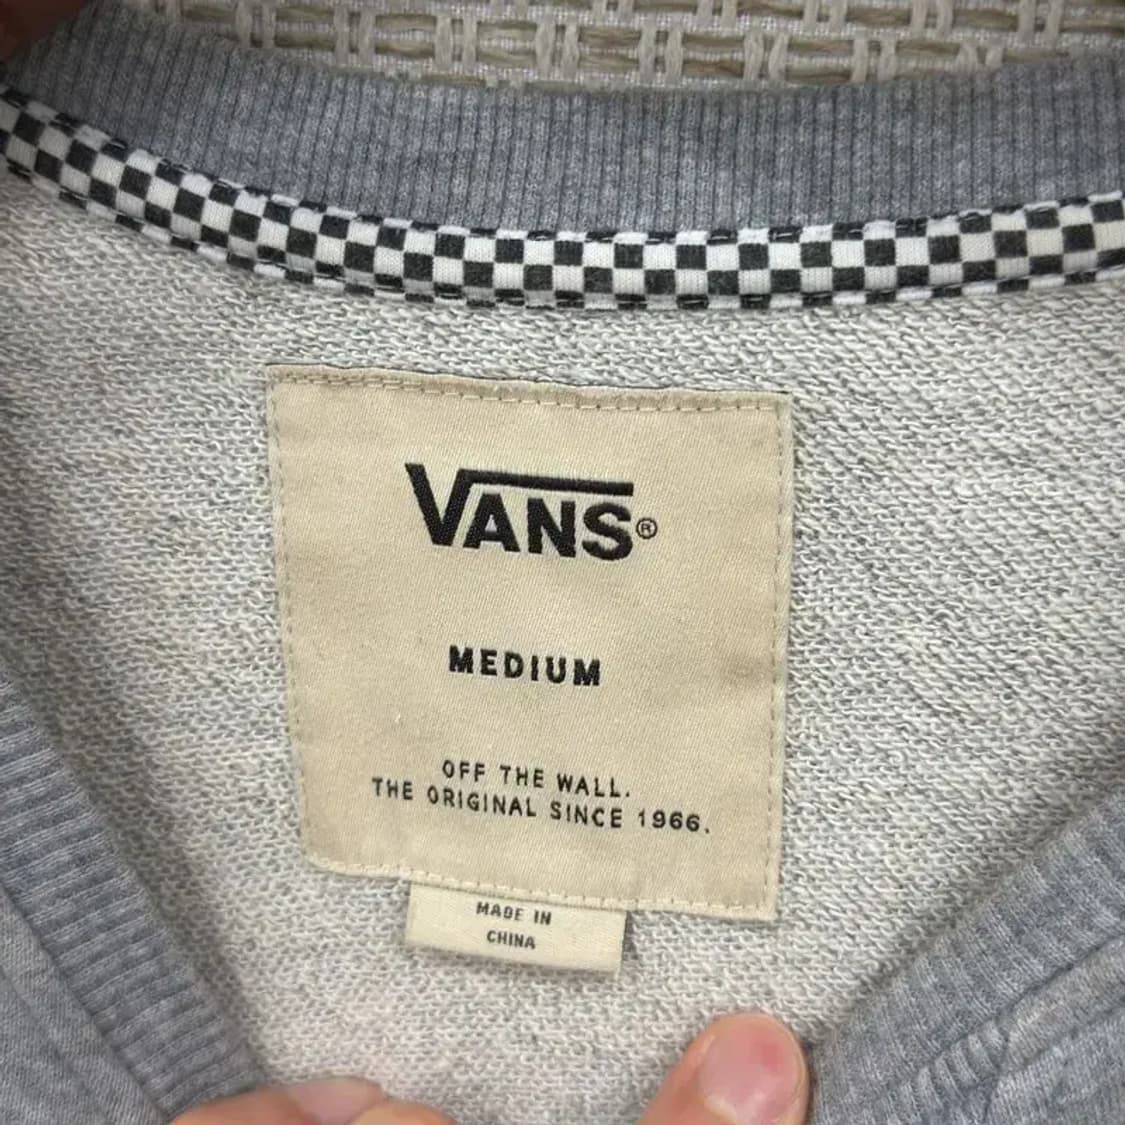 VANS®
MEDIUM
OFF THE WALL.
THE ORIGINAL SINCE 1966.
MADE IN
CHINA